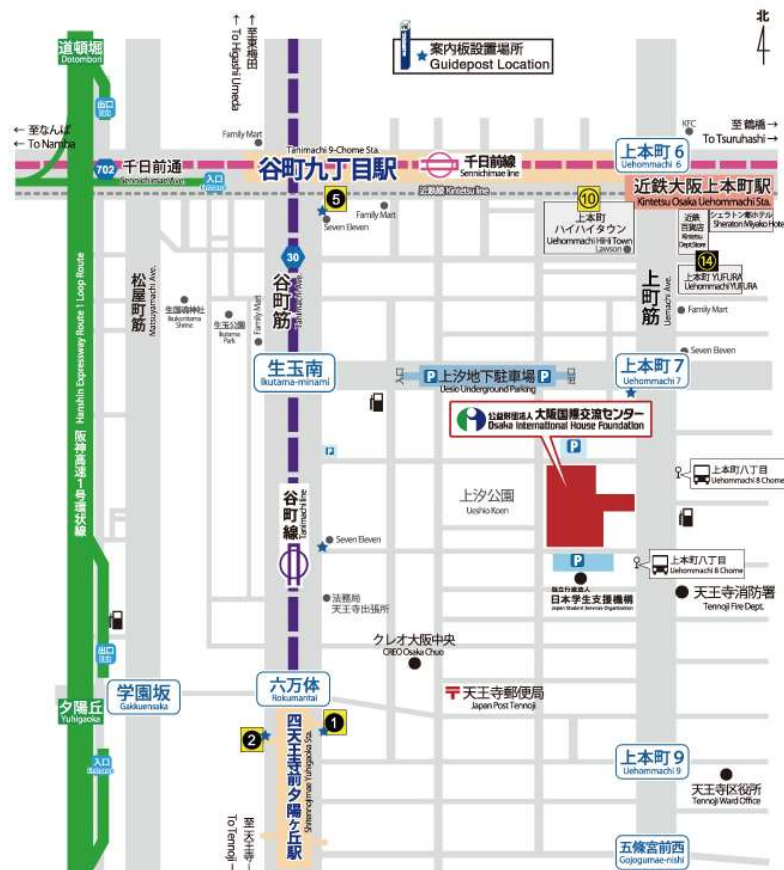 道頓堀
Dotombori
← 至東梅田
← To Higashi Umeda
案内板設置場所
Guidepost Location
北
← 至なんば
← To Namba
出口
Family Mart
Tanimachi 9-Chome Sta.
谷町九丁目駅
千日前線
Sennichimae line
KFC
上本町 6
Uehommachi 6
至鶴橋→
To Tsuruhashi→
702
千日前通
Sennichimae Ave.
入口
近鉄線 Kintetsu line
近鉄大阪上本町駅
Kintetsu Osaka Uehommachi Sta.
5
Seven Eleven
Family Mart
10
上本町
ハイハイタウン
Uehommachi HiHi Town
Lawson
近鉄
百貨店
Kintetsu
Dept.Store
シェラトン都ホテル
Sheraton Miyako Hotel
14
上本町 YUFURA
Uehommachi YUFURA
Family Mart
30
谷町筋
Tanimachi Ave.
松屋町筋
Matsuyamachi Ave.
上町筋
Uemachi Ave.
生国魂神社
Ikukunitama
Shrine
生玉公園
Ikutama
Park
Family Mart
Hanshin Expressway Route 1 Loop Route
阪神高速1号環状線
生玉南
Ikutama-minami
入口
P
上汐地下駐車場
P
Uesio Underground Parking
出口
Seven Eleven
上本町 7
Uehommachi 7
公益財団法人 大阪国際交流センター
Osaka International House Foundation
P
P
上汐公園
Ueshio Koen
上本町八丁目
Uehommachi 8 Chome
谷町線
Tanimachi line
Seven Eleven
P
上本町八丁目
Uehommachi 8 Chome
法務局
天王寺出張所
独立行政法人
日本学生支援機構
Japan Student Services Organization
天王寺消防署
Tennoji Fire Dept.
クレオ大阪中央
CREO Osaka Chuo
出口
夕陽丘
Yuhigaoka
学園坂
Gakkuensaka
六万体
Rokumantai
〒天王寺郵便局
Japan Post Tennoji
2
1
四天王寺前夕陽ヶ丘駅
Shitennojimae Yuhigaoka Sta.
入口
上本町 9
Uehommachi 9
天王寺区役所
Tennoji Ward Office
至天王寺→
To Tennoji→
五條宮前西
Gojogumae-nishi